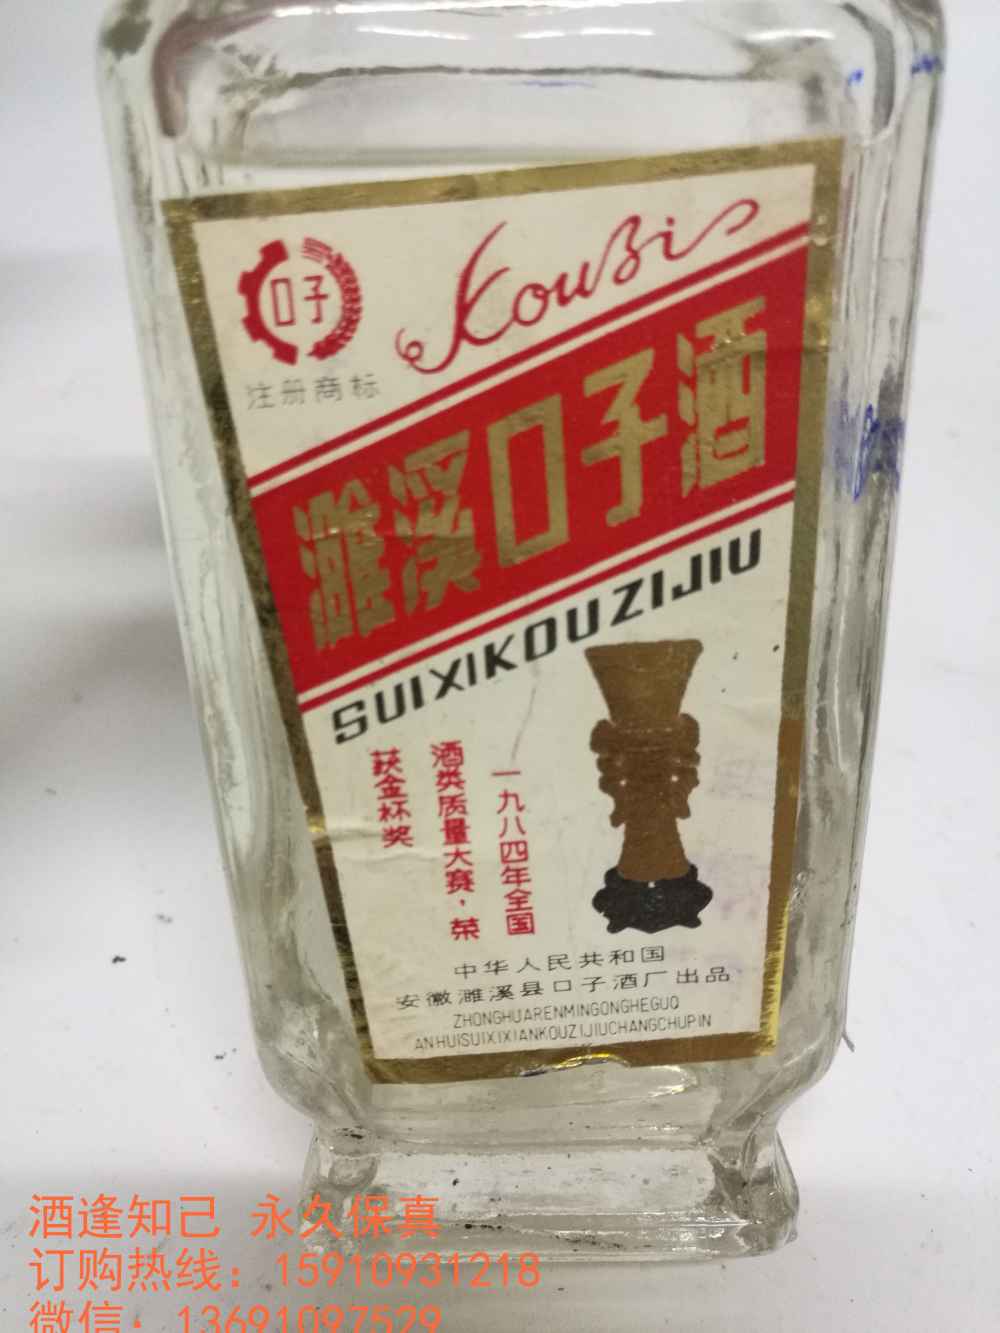 KouZi
口子
注册商标
濉溪口子酒
SUIXIKOUZIJIU
一九八四年全国
酒类质量大赛，荣
获金杯奖
中华人民共和国
安徽濉溪县口子酒厂出品
ZHONGHUARENMINGONGHEGUO
ANHUISUIXIXIANKOUZIJIUCHANGCHUPIN
酒逢知己 永久保真
订购热线：15910931218
微信：13691097529